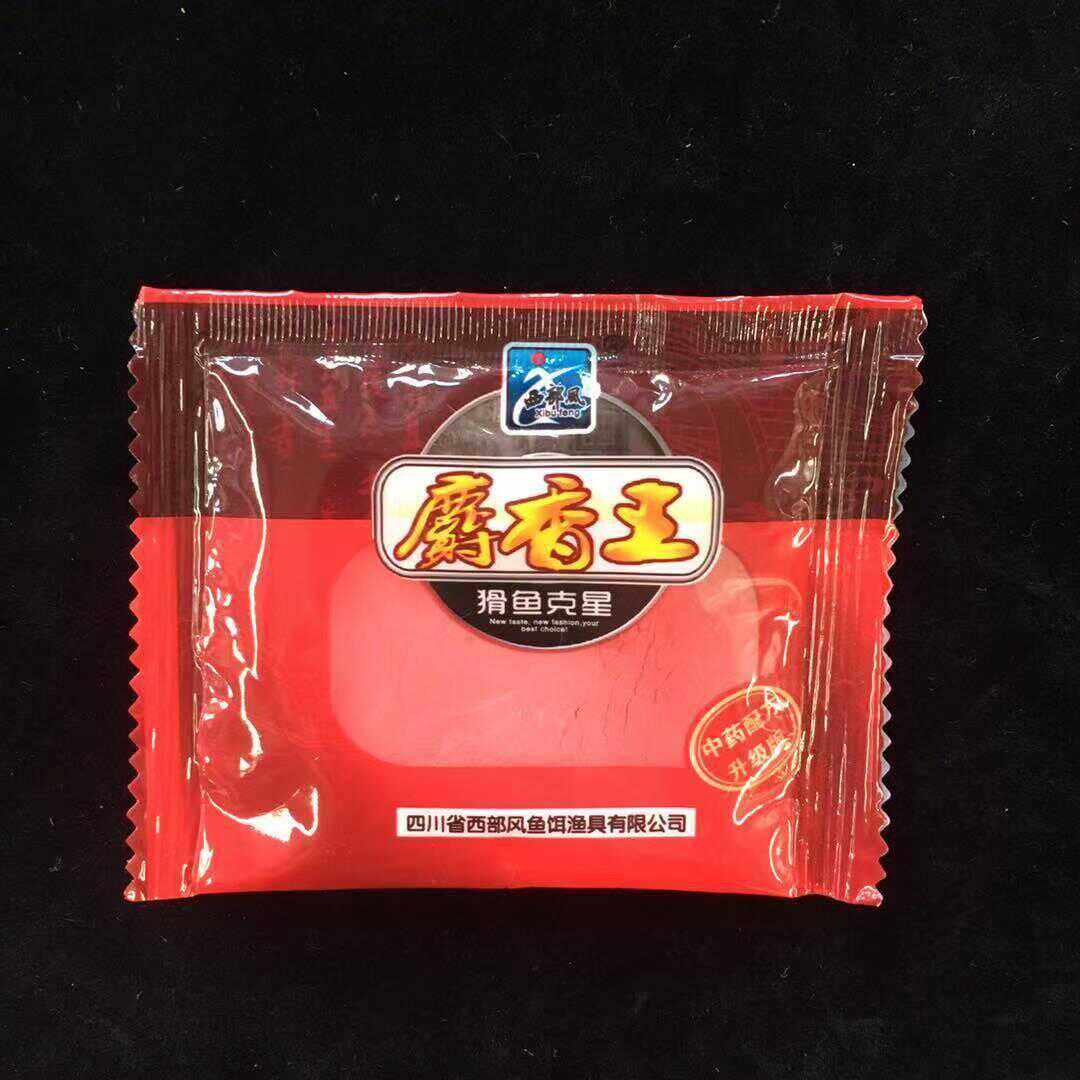 西部风
Xibu feng
麝香王
猾鱼克星
New taste, new fashion,your
best choice!
中药配方
升级版
四川省西部风鱼饵渔具有限公司